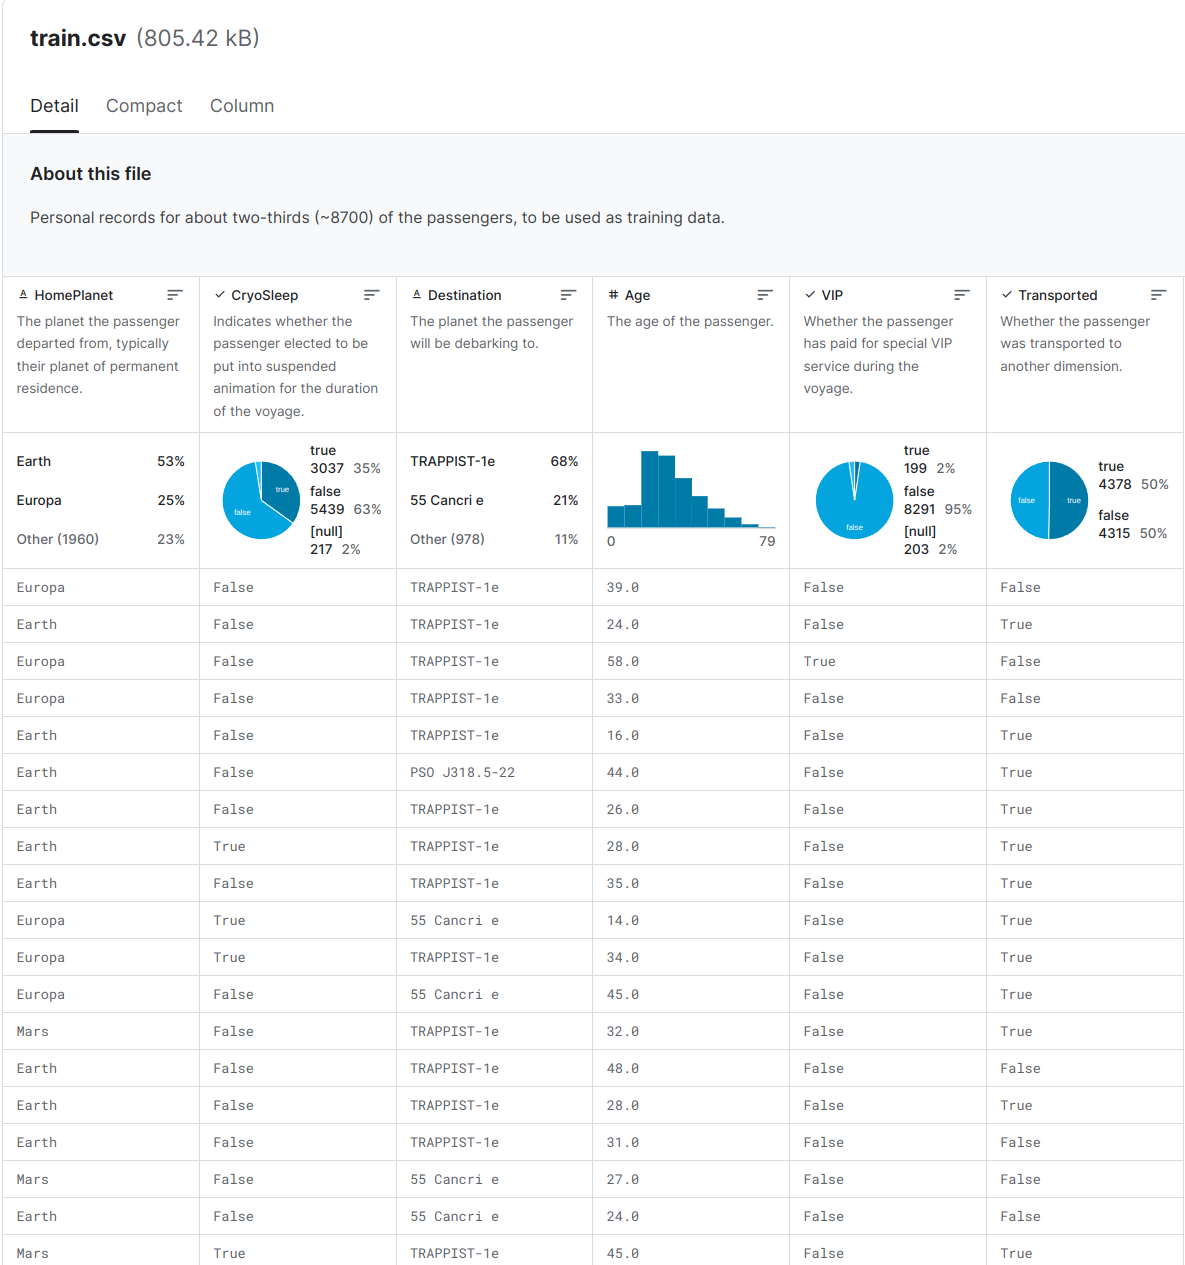 train.csv (805.42 kB)
Detail Compact Column
About this file
Personal records for about two-thirds (~8700) of the passengers, to be used as training data.
HomePlanet
The planet the passenger
departed from, typically
their planet of permanent
residence.
CryoSleep
Indicates whether the
passenger elected to be
put into suspended
animation for the duration
of the voyage.
Destination
The planet the passenger
will be debarking to.
Age
The age of the passenger.
VIP
Whether the passenger
has paid for special VIP
service during the
voyage.
Transported
Whether the passenger
was transported to
another dimension.
Earth 53%
Europa 25%
Other (1960) 23%
true
false
true
3037 35%
false
5439 63%
[null]
217 2%
TRAPPIST-1e 68%
55 Cancri e 21%
Other (978) 11%
0 79
false
true
199 2%
false
8291 95%
[null]
203 2%
false
true
true
4378 50%
false
4315 50%
Europa False TRAPPIST-1e 39.0 False False
Earth False TRAPPIST-1e 24.0 False True
Europa False TRAPPIST-1e 58.0 True False
Europa False TRAPPIST-1e 33.0 False False
Earth False TRAPPIST-1e 16.0 False True
Earth False PSO J318.5-22 44.0 False True
Earth False TRAPPIST-1e 26.0 False True
Earth True TRAPPIST-1e 28.0 False True
Earth False TRAPPIST-1e 35.0 False True
Europa True 55 Cancri e 14.0 False True
Europa True TRAPPIST-1e 34.0 False True
Europa False 55 Cancri e 45.0 False True
Mars False TRAPPIST-1e 32.0 False True
Earth False TRAPPIST-1e 48.0 False False
Earth False TRAPPIST-1e 28.0 False True
Earth False TRAPPIST-1e 31.0 False False
Mars False 55 Cancri e 27.0 False False
Earth False 55 Cancri e 24.0 False False
Mars True TRAPPIST-1e 45.0 False True